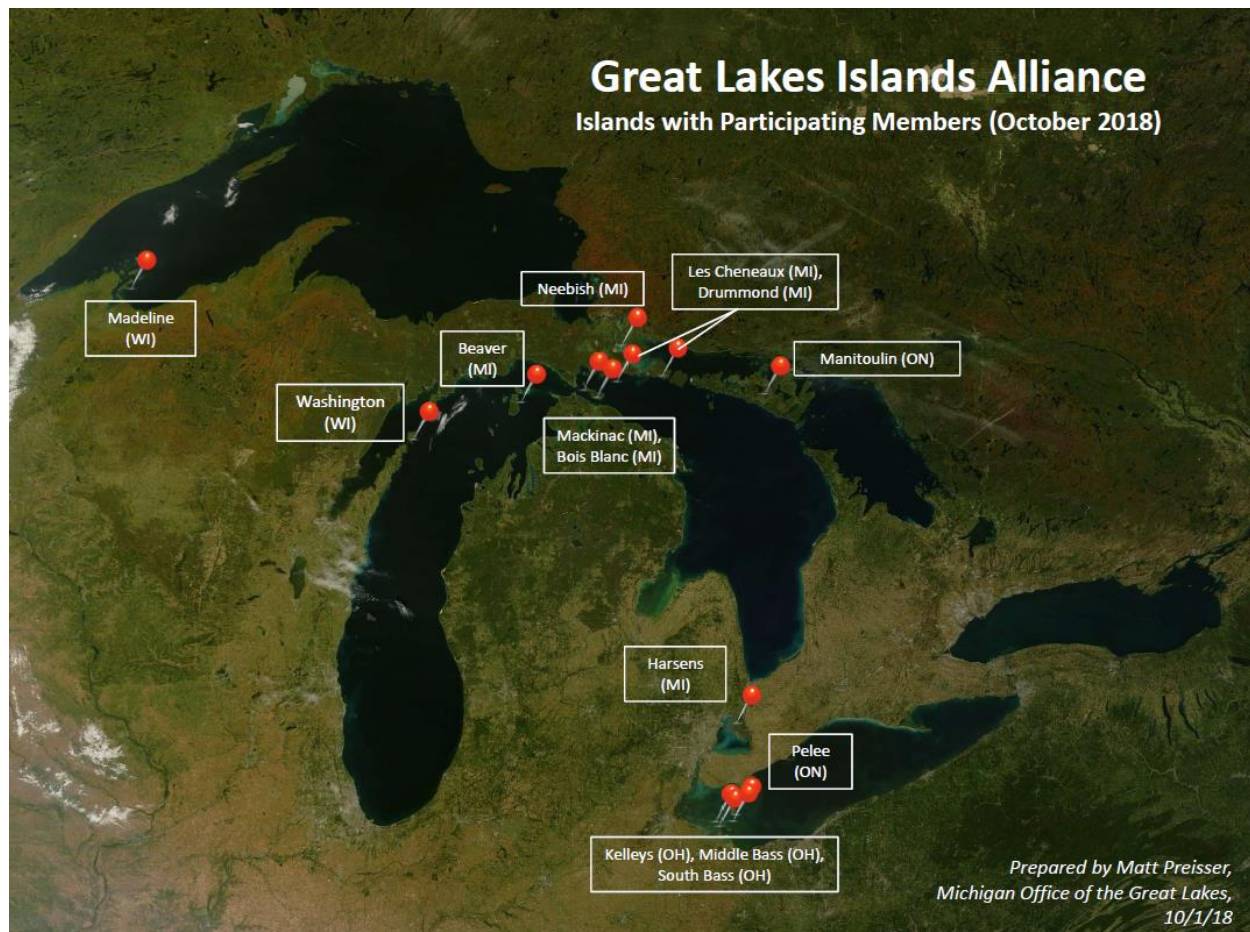 Great Lakes Islands Alliance
Islands with Participating Members (October 2018)
Madeline
(WI)
Neebish (MI)
Les Cheneaux (MI),
Drummond (MI)
Beaver
(MI)
Manitoulin (ON)
Washington
(WI)
Mackinac (MI),
Bois Blanc (MI)
Harsens
(MI)
Pelee
(ON)
Kelleys (OH), Middle Bass (OH),
South Bass (OH)
Prepared by Matt Preisser,
Michigan Office of the Great Lakes,
10/1/18